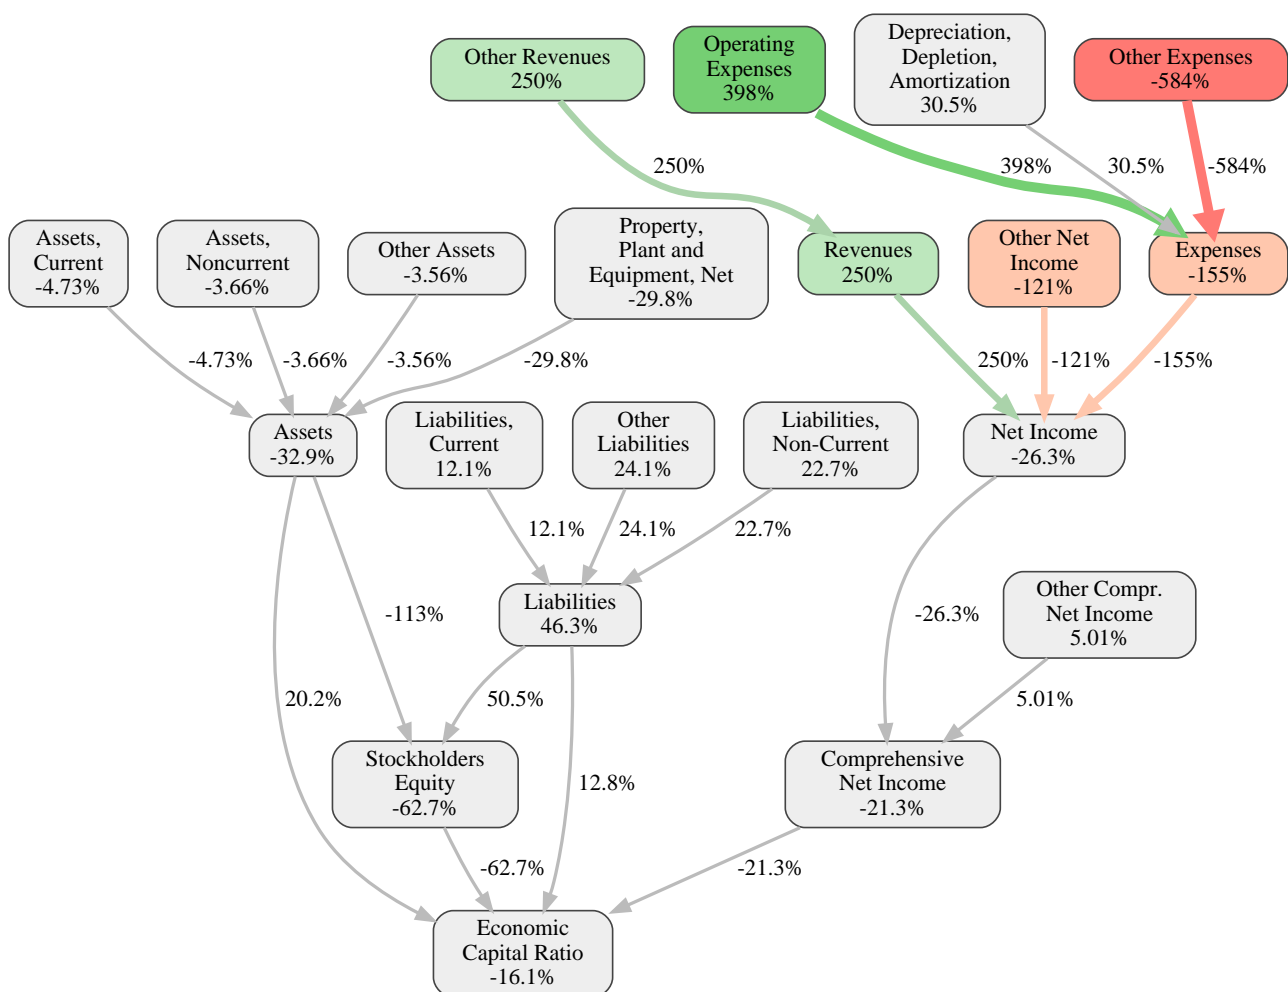 Other Revenues
250%
Operating
Expenses
398%
Depreciation,
Depletion,
Amortization
30.5%
Other Expenses
-584%
250%
398%
30.5%
-584%
Assets,
Current
-4.73%
Assets,
Noncurrent
-3.66%
Other Assets
-3.56%
Property,
Plant and
Equipment, Net
-29.8%
Revenues
250%
Other Net
Income
-121%
Expenses
-155%
-4.73%
-3.66%
-3.56%
-29.8%
250%
-121%
-155%
Assets
-32.9%
Liabilities,
Current
12.1%
Other
Liabilities
24.1%
Liabilities,
Non-Current
22.7%
Net Income
-26.3%
12.1%
24.1%
22.7%
Liabilities
46.3%
Other Compr.
Net Income
5.01%
-113%
-26.3%
20.2%
50.5%
5.01%
Stockholders
Equity
-62.7%
12.8%
Comprehensive
Net Income
-21.3%
-62.7%
-21.3%
Economic
Capital Ratio
-16.1%